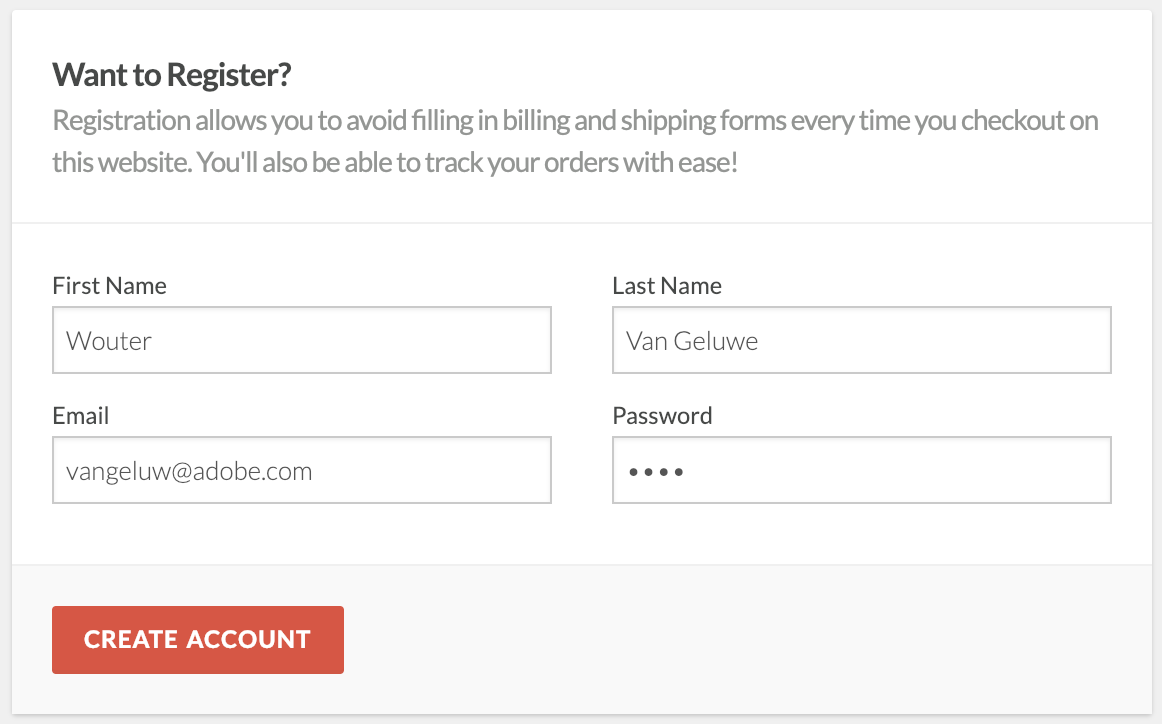 Want to Register?
Registration allows you to avoid filling in billing and shipping forms every time you checkout on
this website. You'll also be able to track your orders with ease!
First Name
Last Name
Wouter
Van Geluwe
Email
Password
vangeluw@adobe.com
••••
CREATE ACCOUNT